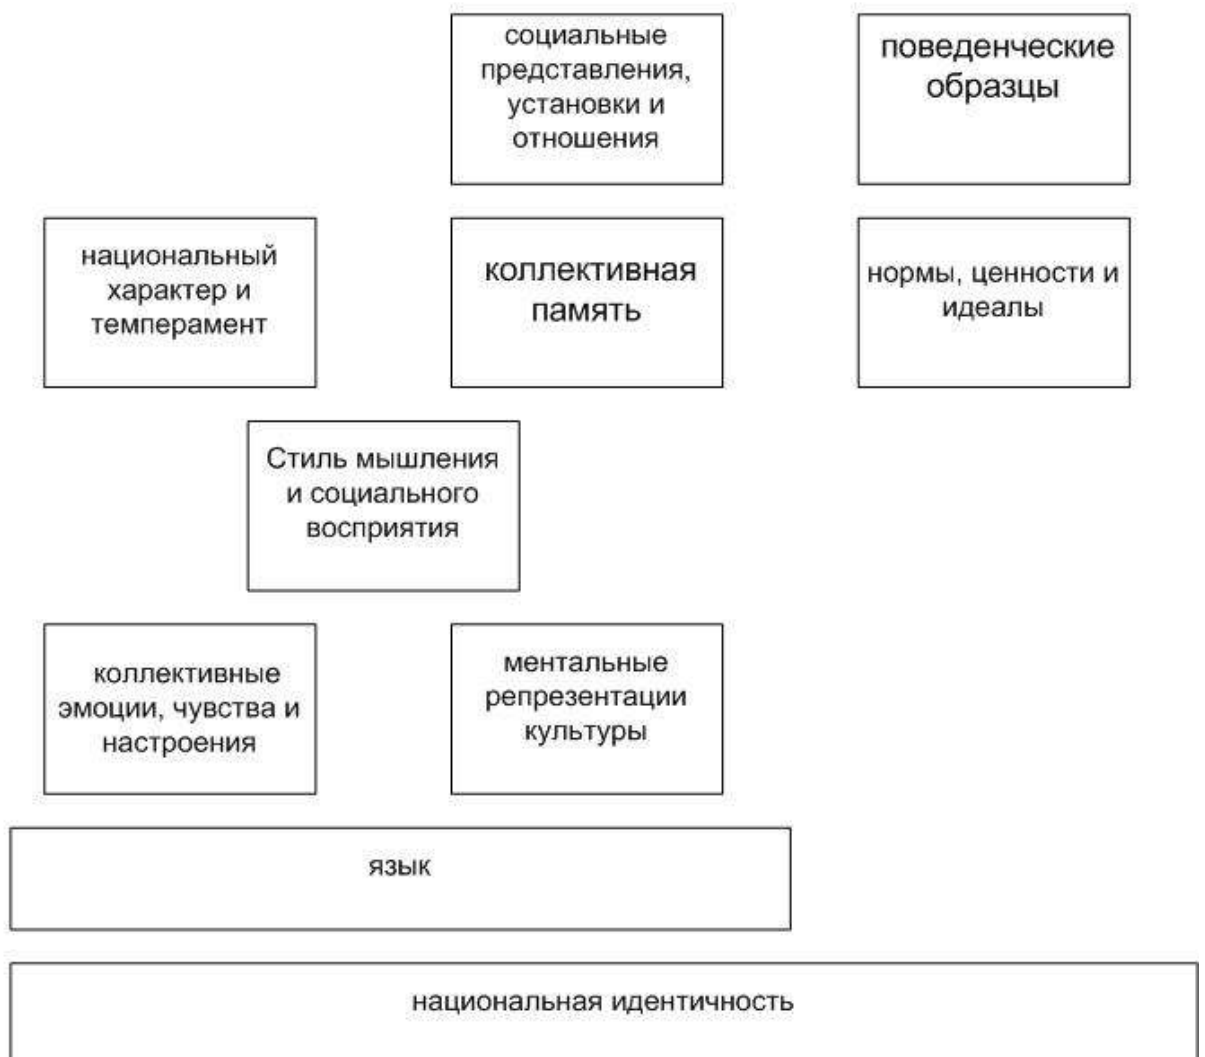 социальные
представления,
установки и
отношения
поведенческие
образцы
национальный
характер и
темперамент
коллективная
память
нормы, ценности и
идеалы
Стиль мышления
и социального
восприятия
коллективные
эмоции, чувства и
настроения
ментальные
репрезентации
культуры
язык
национальная идентичность